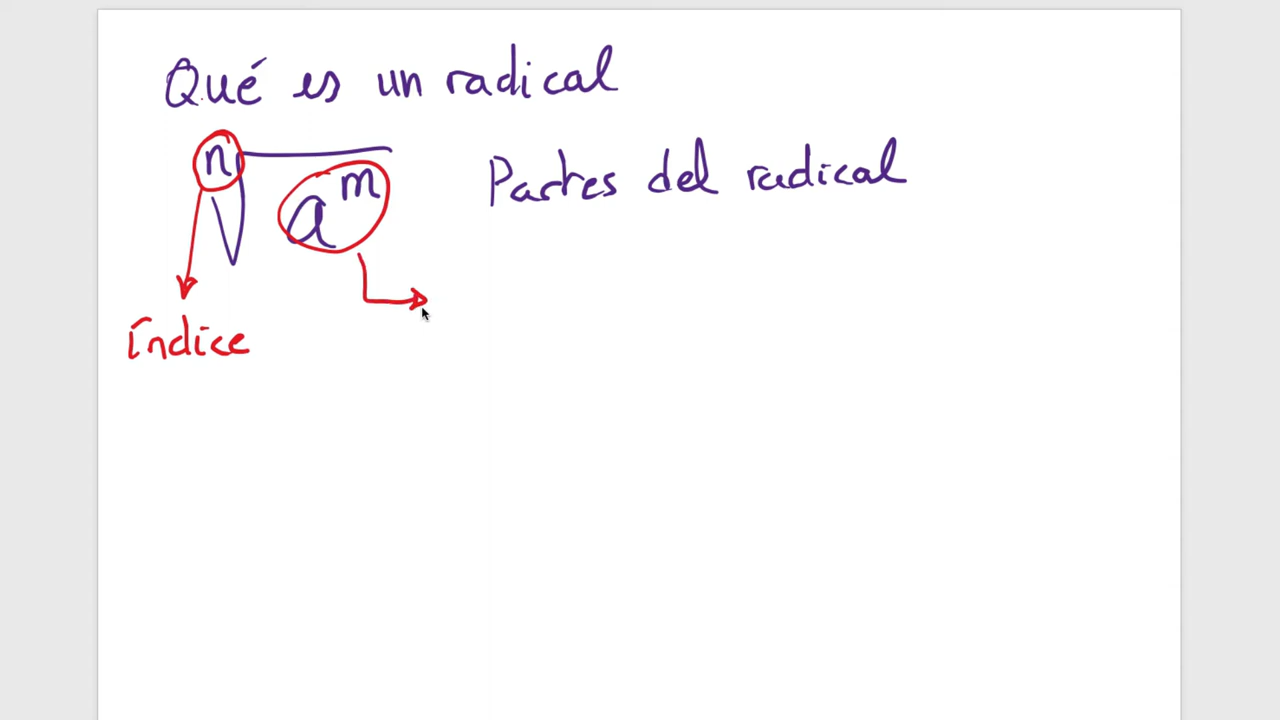 Qué es un radical
Partes del radical
n
a^m
Índice